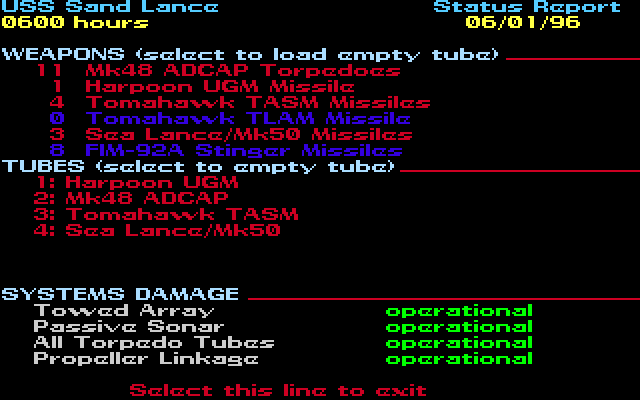 USS Sand Lance Status Report
0600 hours 06/01/96
WEAPONS (select to load empty tube)
11 Mk48 ADCAP Torpedoes
1 Harpoon UGM Missile
4 Tomahawk TASM Missiles
0 Tomahawk TLAM Missile
3 Sea Lance/Mk50 Missiles
8 FIM-92A Stinger Missiles
TUBES (select to empty tube)
1: Harpoon UGM
2: Mk48 ADCAP
3: Tomahawk TASM
4: Sea Lance/Mk50
SYSTEMS DAMAGE
Towed Array operational
Passive Sonar operational
All Torpedo Tubes operational
Propeller Linkage operational
Select this line to exit